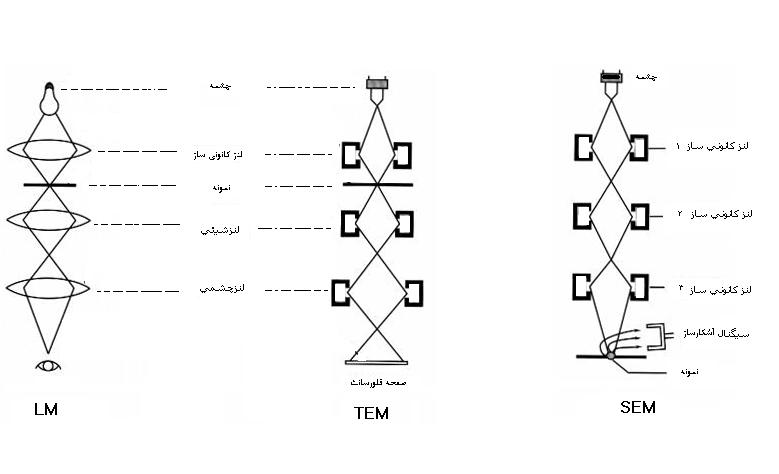 چشمه
لنز کانونی ساز
نمونه
لنزشیئی
لنزچشمی
صفحه فلورسانت
چشمه
لنز کانونی ساز ۱
لنز کانونی ساز ۲
لنز کانونی ساز ۳
سیگنال آشکارساز
نمونه
LM
TEM
SEM